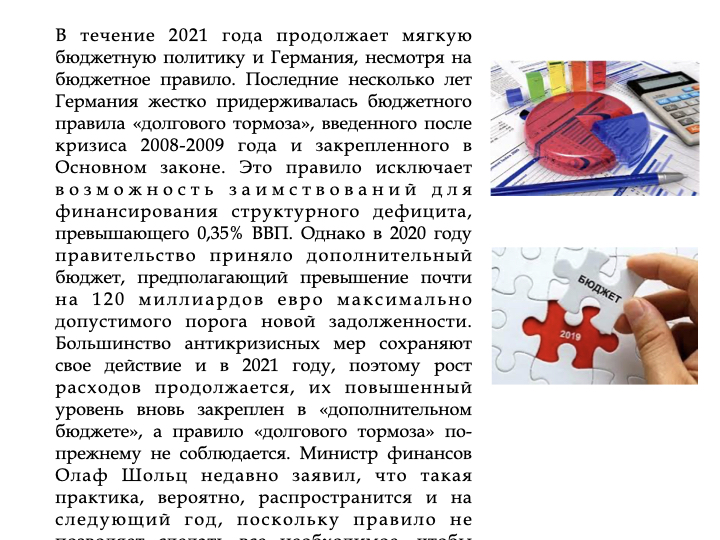 В течение 2021 года продолжает мягкую
бюджетную политику и Германия, несмотря на
бюджетное правило. Последние несколько лет
Германия жестко придерживалась бюджетного
правила «долгового тормоза», введенного после
кризиса 2008-2009 года и закрепленного в
Основном законе. Это правило исключает
возможность заимствований для
финансирования структурного дефицита,
превышающего 0,35% ВВП. Однако в 2020 году
правительство приняло дополнительный
бюджет, предполагающий превышение почти
на 120 миллиардов евро максимально
допустимого порога новой задолженности.
Большинство антикризисных мер сохраняют
свое действие и в 2021 году, поэтому рост
расходов продолжается, их повышенный
уровень вновь закреплен в «дополнительном
бюджете», а правило «долгового тормоза» по-
прежнему не соблюдается. Министр финансов
Олаф Шольц недавно заявил, что такая
практика, вероятно, распространится и на
следующий год, поскольку правило не
позволяет сделать все необходимое, чтобы
БЮДЖЕТ
2019